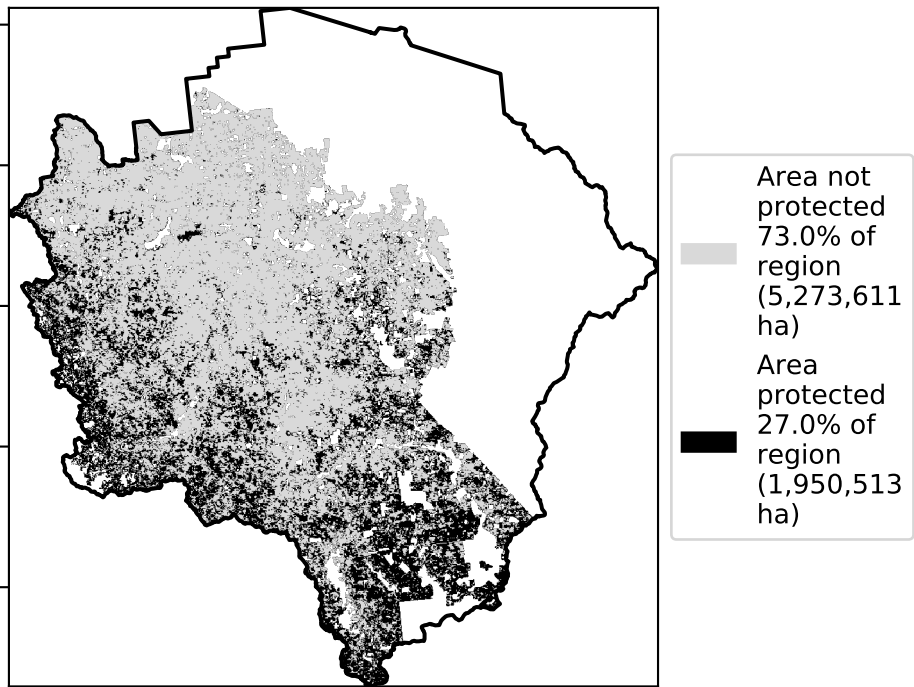 Area not
protected
73.0% of
region
(5,273,611
ha)
Area
protected
27.0% of
region
(1,950,513
ha)